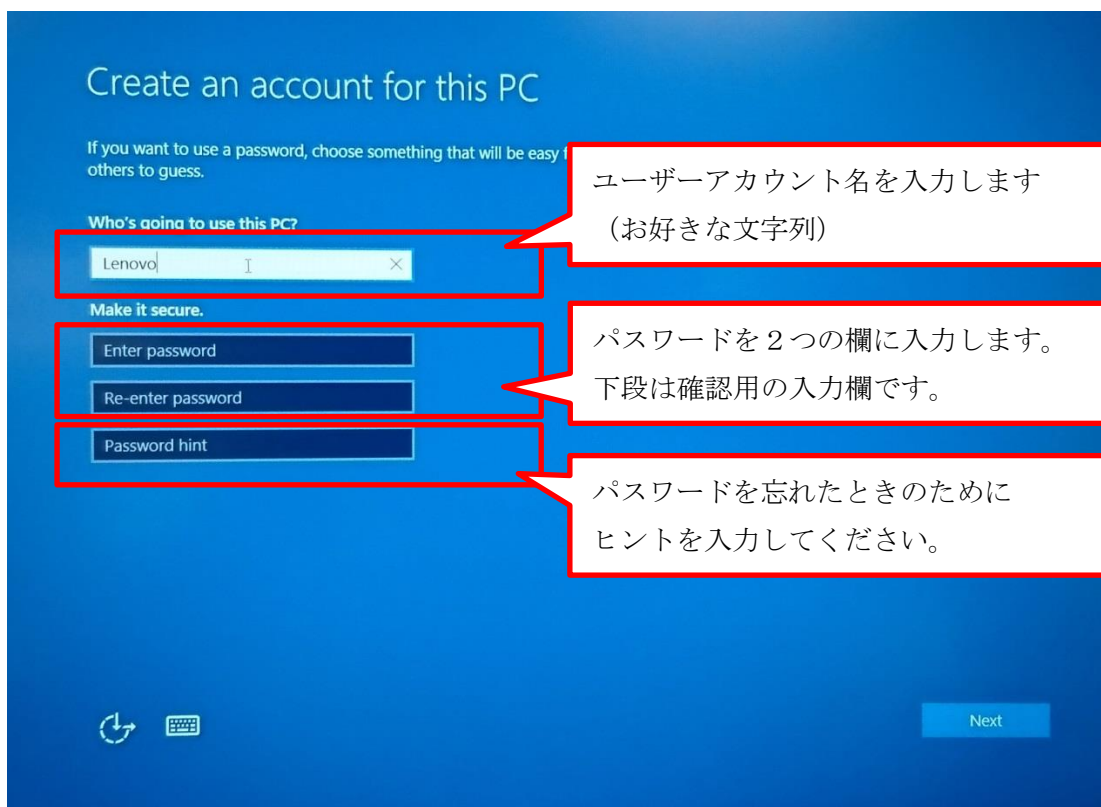 Create an account for this PC
If you want to use a password, choose something that will be easy
others to guess.
ユーザーアカウント名を入力します
（お好きな文字列）
Who's going to use this PC?
Lenovo
Make it secure.
パスワードを２つの欄に入力します。
下段は確認用の入力欄です。
Enter password
Re-enter password
Password hint
パスワードを忘れたときのために
ヒントを入力してください。
Next